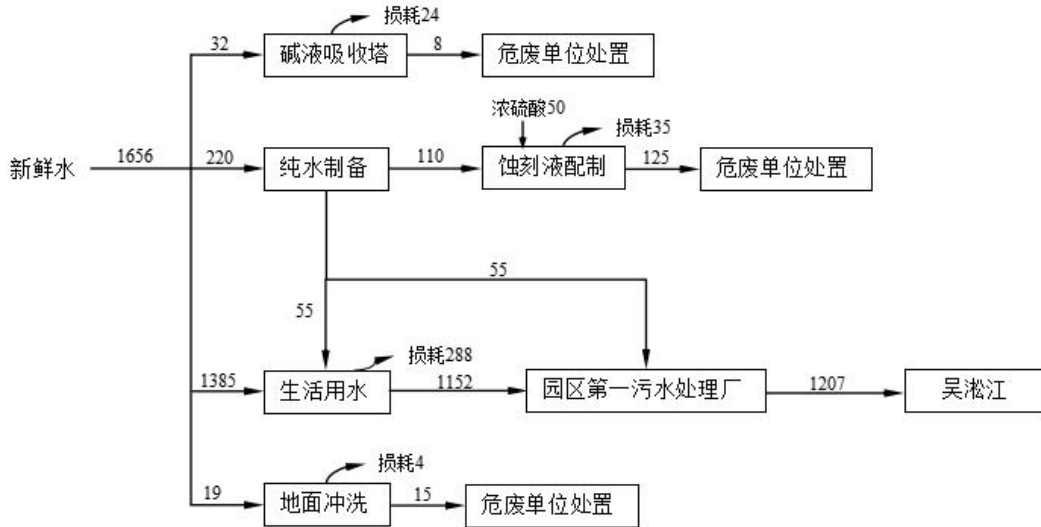 损耗24
32
碱液吸收塔
8
危废单位处置
浓硫酸50
损耗35
新鲜水
1656
220
纯水制备
110
蚀刻液配制
125
危废单位处置
55
55
损耗288
1385
生活用水
1152
园区第一污水处理厂
1207
吴淞江
损耗4
19
地面冲洗
15
危废单位处置